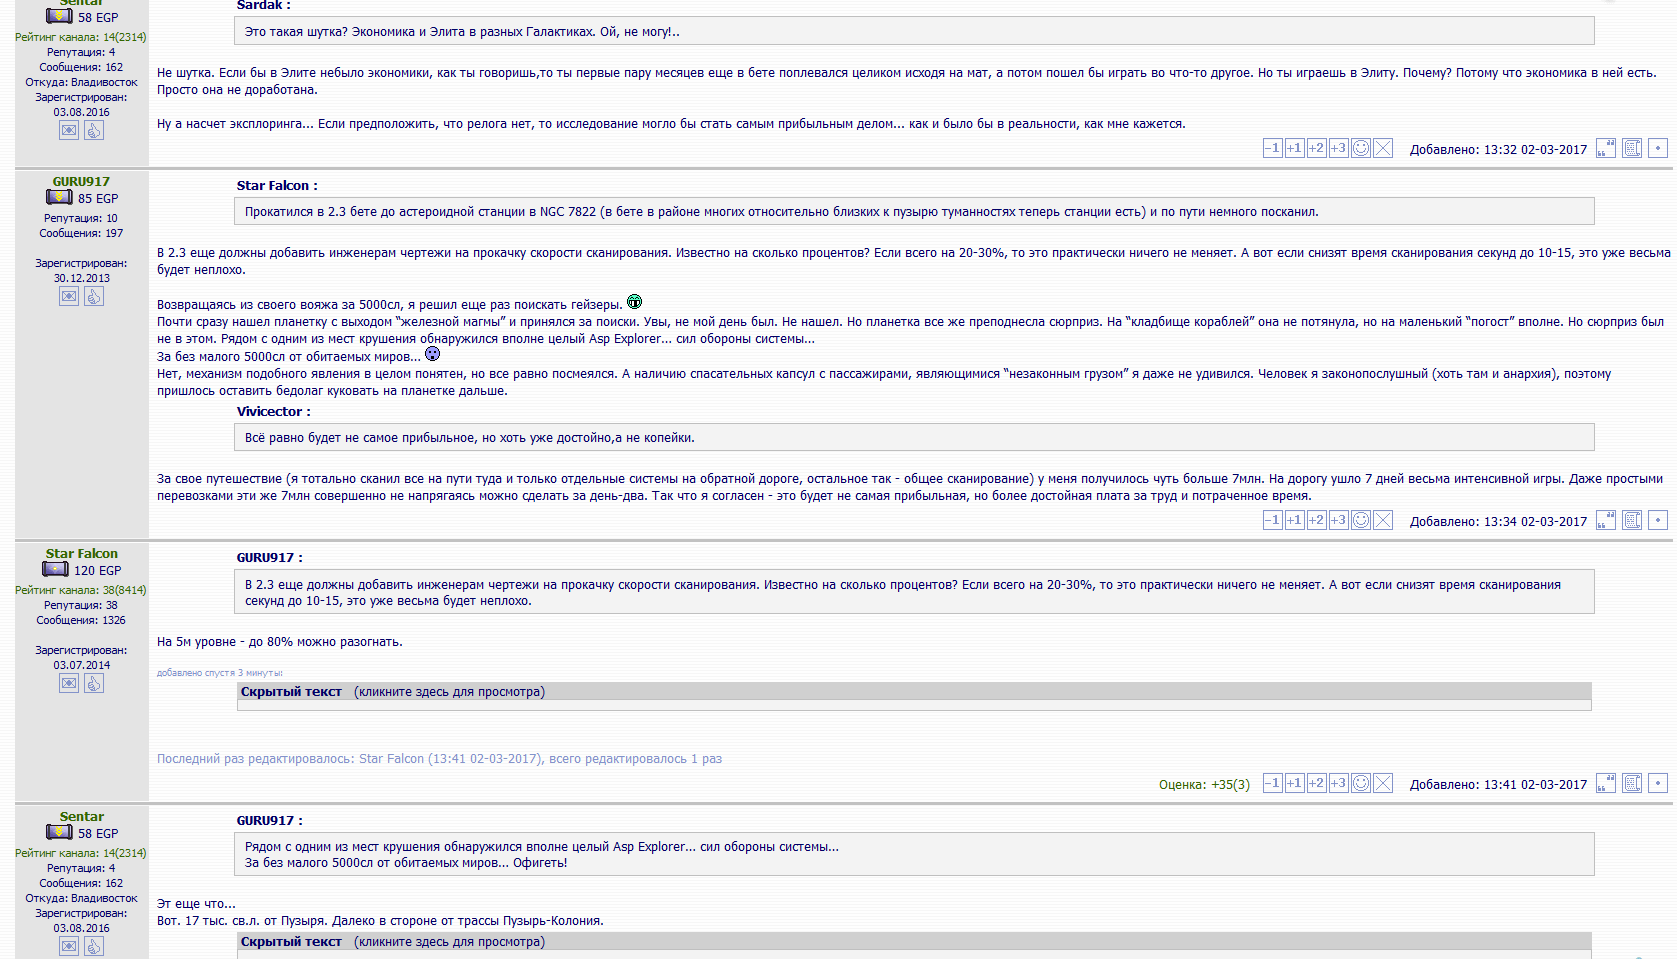 Sentar
58 EGP
Рейтинг канала: 14(2314)
Репутация: 4
Сообщения: 162
Откуда: Владивосток
Зарегистрирован:
03.08.2016
Sardak :
Это такая шутка? Экономика и Элита в разных Галактиках. Ой, не могу!..
Не шутка. Если бы в Элите небыло экономики, как ты говоришь,то ты первые пару месяцев еще в бете поплевался целиком исходя на мат, а потом пошел бы играть во что-то другое. Но ты играешь в Элиту. Почему? Потому что экономика в ней есть.
Просто она не доработана.
Ну а насчет эксплоринга... Если предположить, что релога нет, то исследование могло бы стать самым прибыльным делом... как и было бы в реальности, как мне кажется.
-1 +1 +2 +3 Добавлено: 13:32 02-03-2017
GURU917
85 EGP
Репутация: 10
Сообщения: 197
Зарегистрирован:
30.12.2013
Star Falcon :
Прокатился в 2.3 бете до астероидной станции в NGC 7822 (в бете в районе многих относительно близких к пузырю туманностях теперь станции есть) и по пути немного посканил.
В 2.3 еще должны добавить инженерам чертежи на прокачку скорости сканирования. Известно на сколько процентов? Если всего на 20-30%, то это практически ничего не меняет. А вот если снизят время сканирования секунд до 10-15, это уже весьма
будет неплохо.
Возвращаясь из своего вояжа за 5000сл, я решил еще раз поискать гейзеры.
Почти сразу нашел планетку с выходом “железной магмы” и принялся за поиски. Увы, не мой день был. Не нашел. Но планетка все же преподнесла сюрприз. На “кладбище кораблей” она не потянула, но на маленький “погост” вполне. Но сюрприз был
не в этом. Рядом с одним из мест крушения обнаружился вполне целый Asp Explorer... сил обороны системы...
За без малого 5000сл от обитаемых миров...
Нет, механизм подобного явления в целом понятен, но все равно посмеялся. А наличию спасательных капсул с пассажирами, являющимися “незаконным грузом” я даже не удивился. Человек я законопослушный (хоть там и анархия), поэтому
пришлось оставить бедолаг куковать на планетке дальше.
Vivicector :
Всё равно будет не самое прибыльное, но хоть уже достойно,а не копейки.
За свое путешествие (я тотально сканил все на пути туда и только отдельные системы на обратной дороге, остальное так - общее сканирование) у меня получилось чуть больше 7млн. На дорогу ушло 7 дней весьма интенсивной игры. Даже простыми
перевозками эти же 7млн совершенно не напрягаясь можно сделать за день-два. Так что я согласен - это будет не самая прибыльная, но более достойная плата за труд и потраченное время.
-1 +1 +2 +3 Добавлено: 13:34 02-03-2017
Star Falcon
120 EGP
Рейтинг канала: 38(8414)
Репутация: 38
Сообщения: 1326
Зарегистрирован:
03.07.2014
GURU917 :
В 2.3 еще должны добавить инженерам чертежи на прокачку скорости сканирования. Известно на сколько процентов? Если всего на 20-30%, то это практически ничего не меняет. А вот если снизят время сканирования
секунд до 10-15, это уже весьма будет неплохо.
На 5м уровне - до 80% можно разогнать.
добавлено спустя 3 минуты:
Скрытый текст (кликните здесь для просмотра)
Последний раз редактировалось: Star Falcon (13:41 02-03-2017), всего редактировалось 1 раз
Оценка: +35(3) -1 +1 +2 +3 Добавлено: 13:41 02-03-2017
Sentar
58 EGP
Рейтинг канала: 14(2314)
Репутация: 4
Сообщения: 162
Откуда: Владивосток
Зарегистрирован:
03.08.2016
GURU917 :
Рядом с одним из мест крушения обнаружился вполне целый Asp Explorer... сил обороны системы...
За без малого 5000сл от обитаемых миров... Офигеть!
Эт еще что...
Вот. 17 тыс. св.л. от Пузыря. Далеко в стороне от трассы Пузырь-Колония.
Скрытый текст (кликните здесь для просмотра)